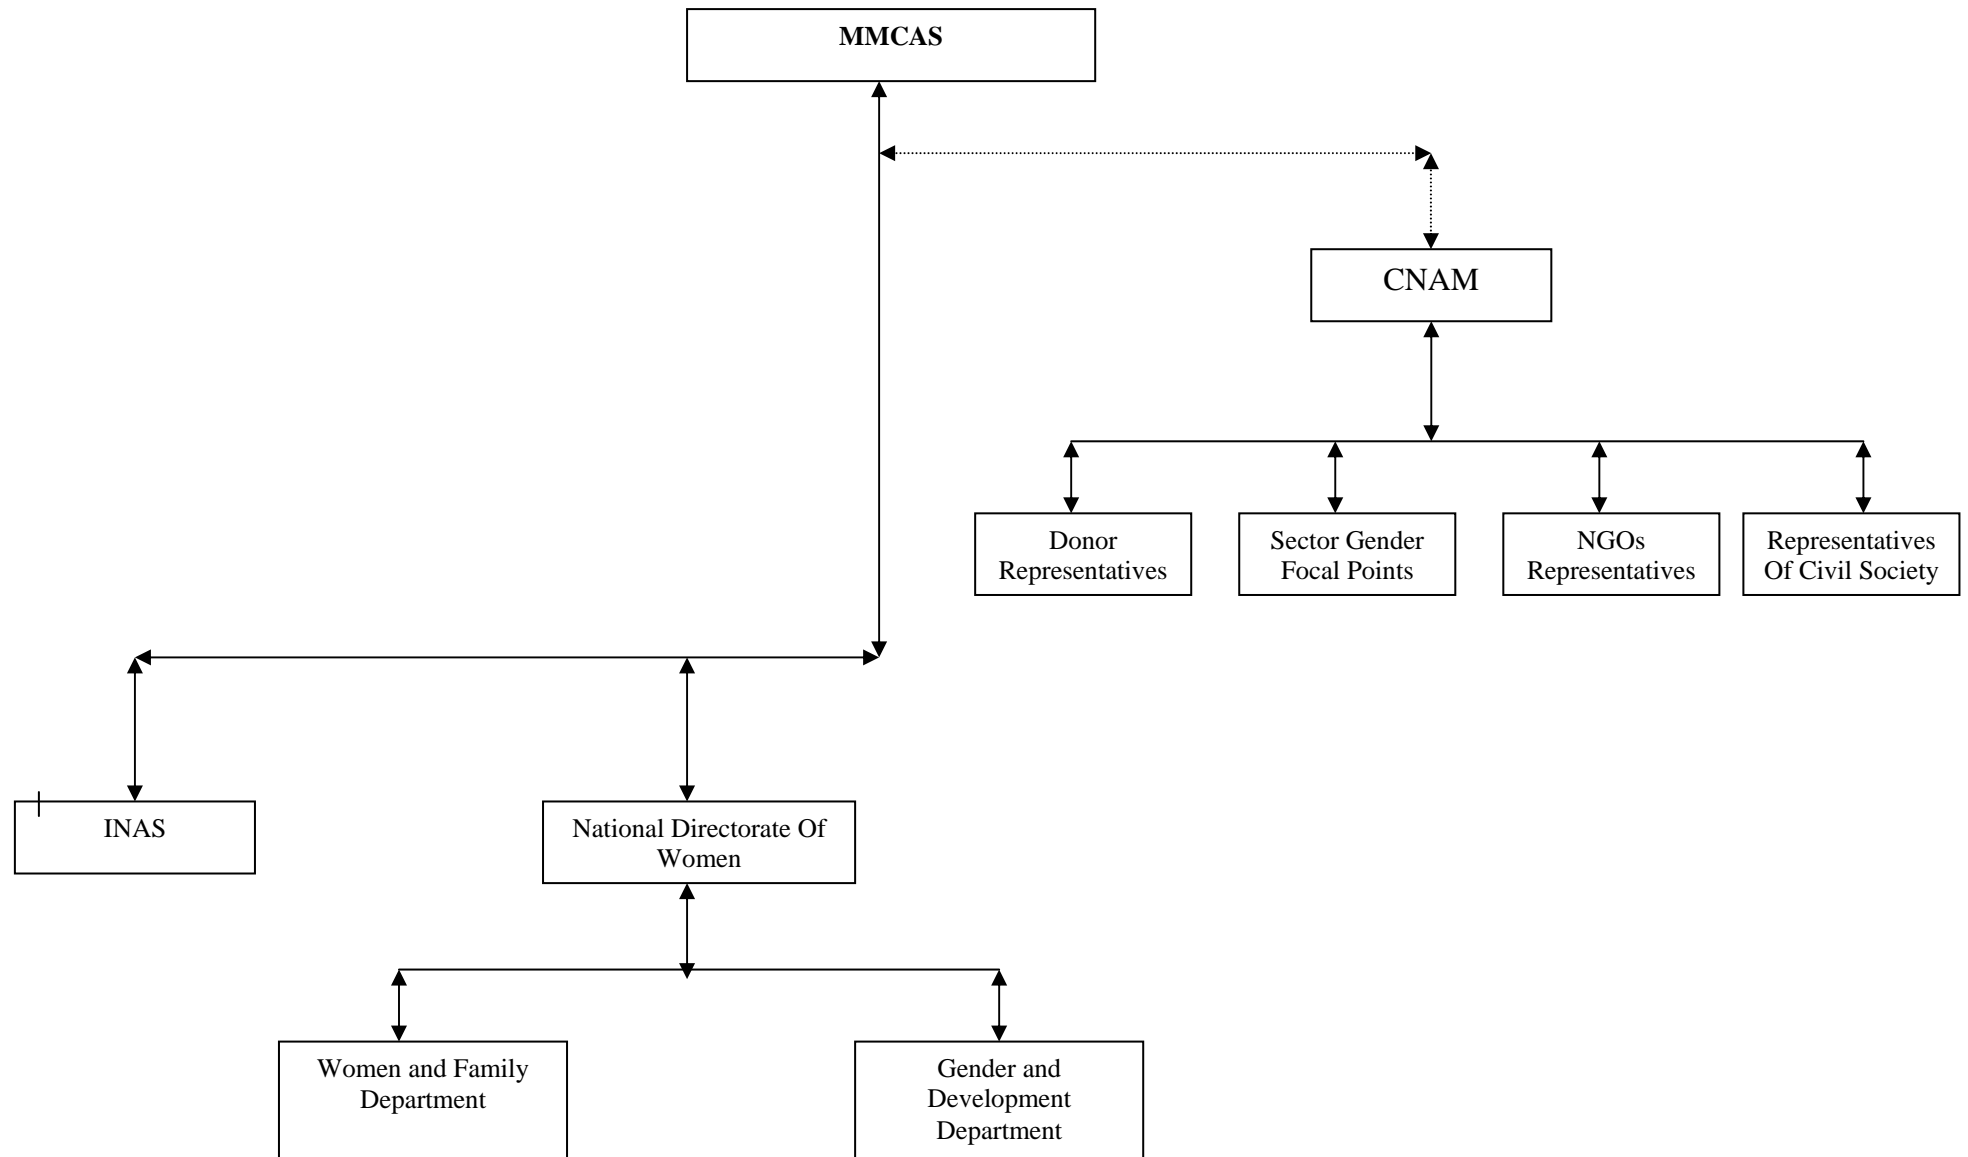 MMCAS
CNAM
Donor
Representatives
Sector Gender
Focal Points
NGOs
Representatives
Representatives
Of Civil Society
INAS
National Directorate Of
Women
Women and Family
Department
Gender and
Development
Department